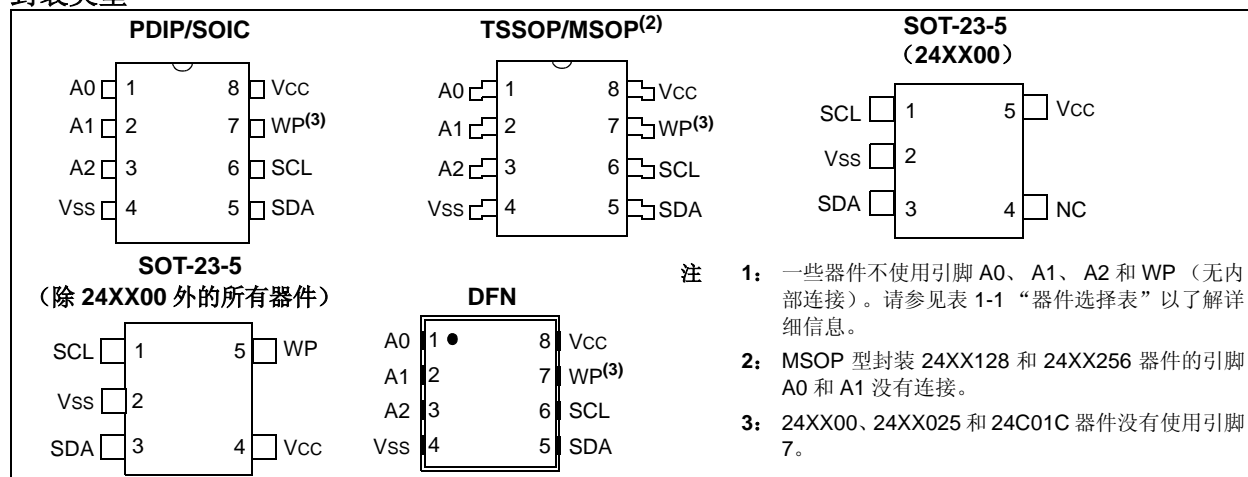 封装类型
PDIP/SOIC
A0 1 8 VCC
A1 2 7 WP(3)
A2 3 6 SCL
VSS 4 5 SDA
TSSOP/MSOP(2)
A0 1 8 VCC
A1 2 7 WP(3)
A2 3 6 SCL
VSS 4 5 SDA
SOT-23-5
（24XX00）
SCL 1 5 VCC
VSS 2
SDA 3 4 NC
SOT-23-5
（除 24XX00 外的所有器件）
SCL 1 5 WP
VSS 2
SDA 3 4 VCC
DFN
A0 1 8 VCC
A1 2 7 WP(3)
A2 3 6 SCL
VSS 4 5 SDA
注 1： 一些器件不使用引脚 A0、 A1、 A2 和 WP （无内
部连接）。请参见表 1-1 “器件选择表”以了解详
细信息。
2： MSOP 型封装 24XX128 和 24XX256 器件的引脚
A0 和 A1 没有连接。
3： 24XX00、24XX025 和 24C01C 器件没有使用引脚
7。